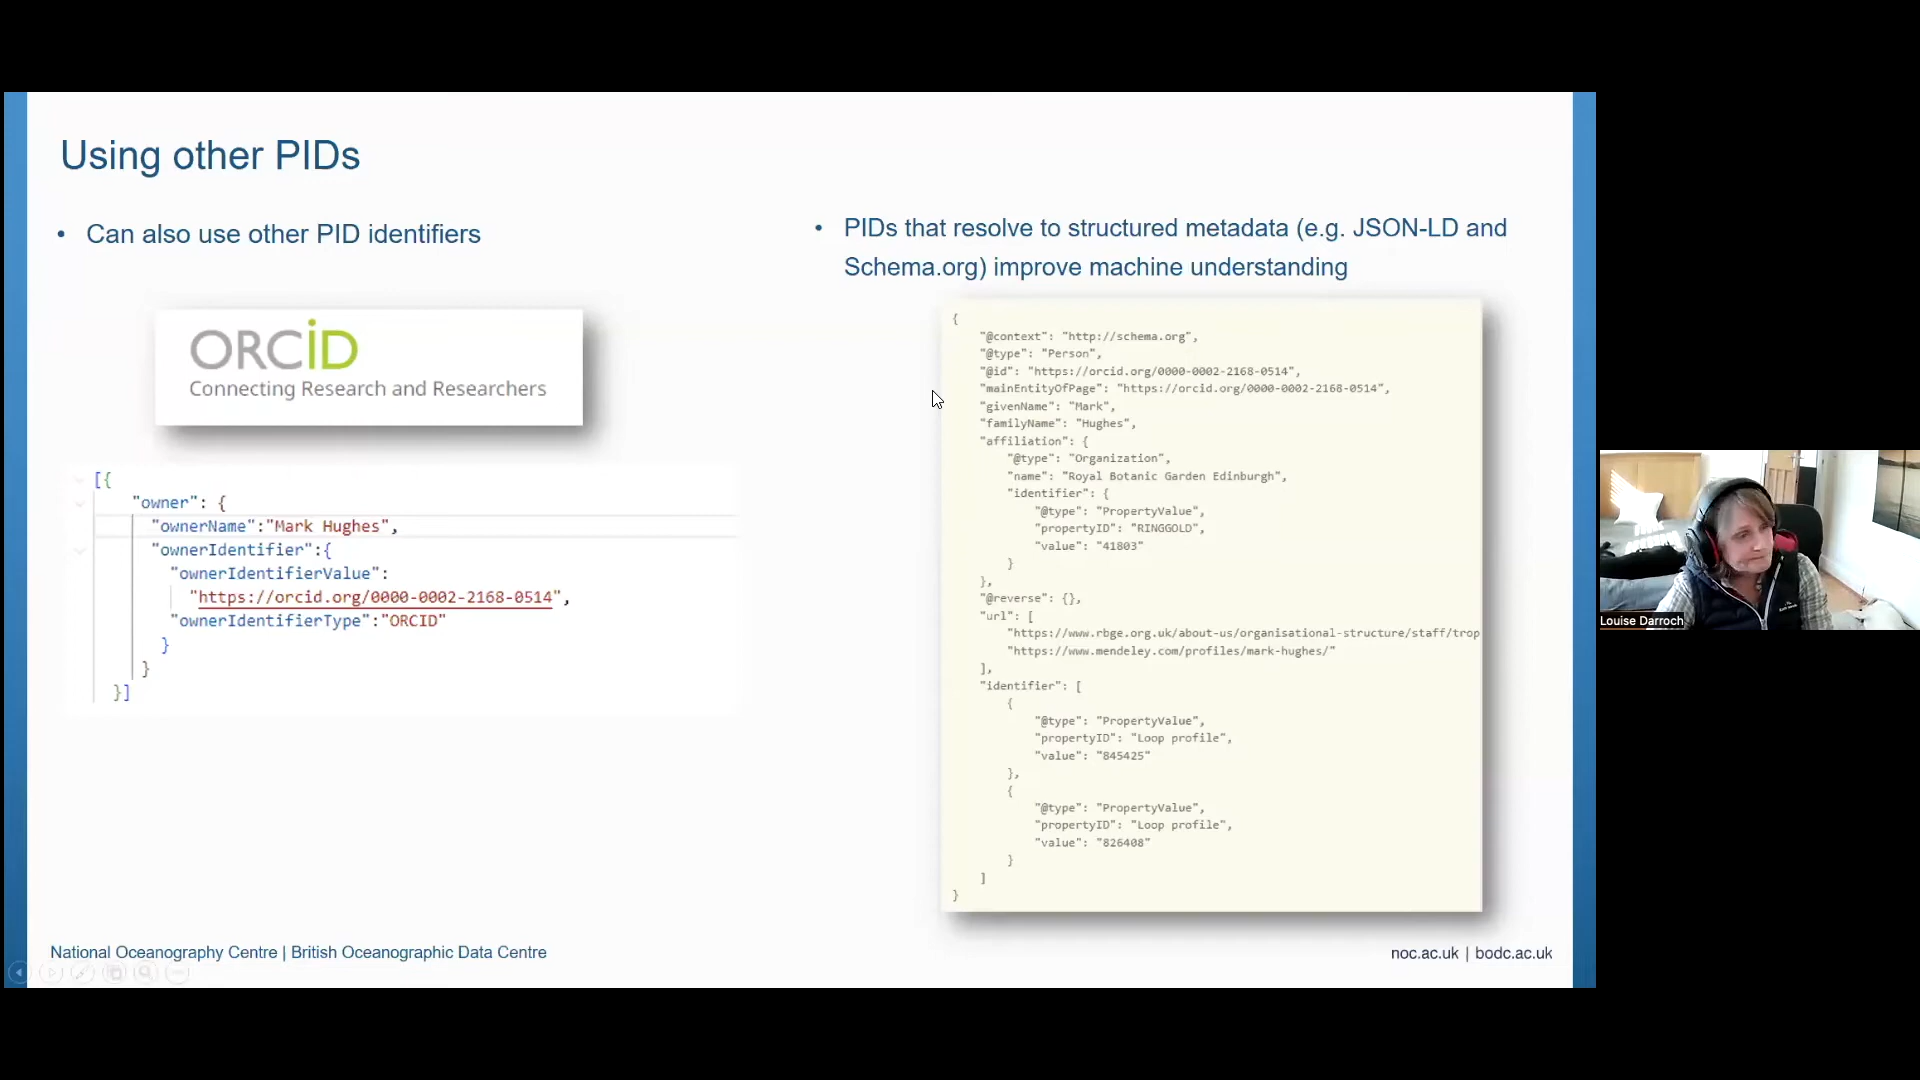 Using other PIDs
• Can also use other PID identifiers
ORCID
Connecting Research and Researchers
[{
"owner": {
"ownerName":"Mark Hughes",
"ownerIdentifier":{
"ownerIdentifierValue":
"https://orcid.org/0000-0002-2168-0514",
"ownerIdentifierType":"ORCID"
}
}
}]
• PIDs that resolve to structured metadata (e.g. JSON-LD and
Schema.org) improve machine understanding
{
"@context": "http://schema.org",
"@type": "Person",
"@id": "https://orcid.org/0000-0002-2168-0514",
"mainEntityOfPage": "https://orcid.org/0000-0002-2168-0514",
"givenName": "Mark",
"familyName": "Hughes",
"affiliation": {
"@type": "Organization",
"name": "Royal Botanic Garden Edinburgh",
"identifier": {
"@type": "PropertyValue",
"propertyID": "RINGGOLD",
"value": "41803"
}
},
"@reverse": {},
"url": [
"https://www.rbge.org.uk/about-us/organisational-structure/staff/trop
"https://www.mendeley.com/profiles/mark-hughes/"
],
"identifier": [
{
"@type": "PropertyValue",
"propertyID": "Loop profile",
"value": "845425"
},
{
"@type": "PropertyValue",
"propertyID": "Loop profile",
"value": "826408"
}
]
}
National Oceanography Centre | British Oceanographic Data Centre
noc.ac.uk | bodc.ac.uk
Louise Darroch